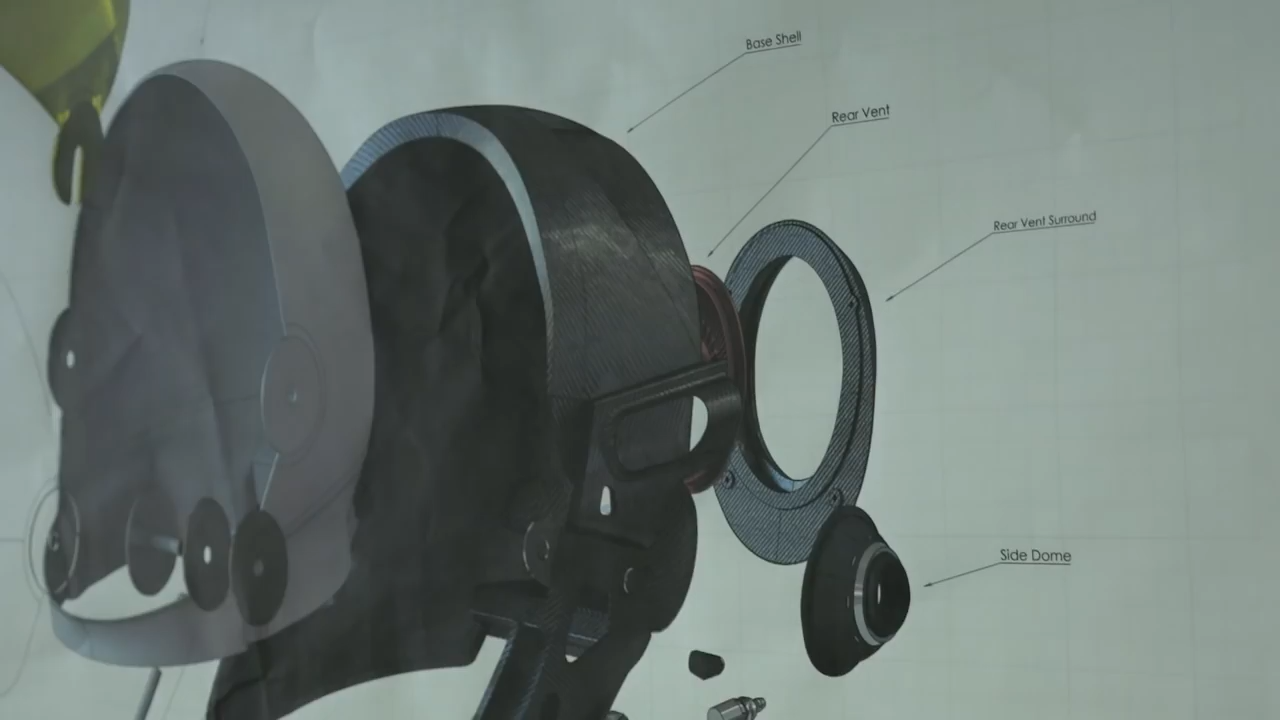 Base Shell
Rear Vent
Rear Vent Surround
Side Dome